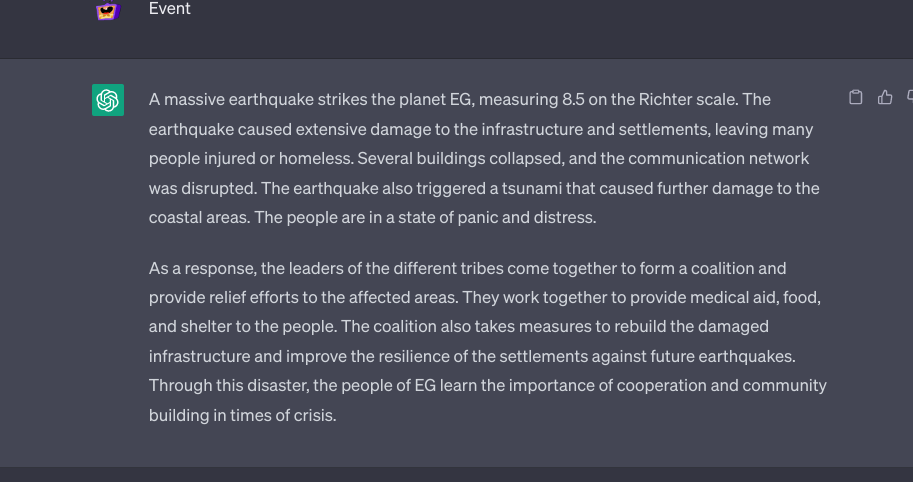 Event
A massive earthquake strikes the planet EG, measuring 8.5 on the Richter scale. The
earthquake caused extensive damage to the infrastructure and settlements, leaving many
people injured or homeless. Several buildings collapsed, and the communication network
was disrupted. The earthquake also triggered a tsunami that caused further damage to the
coastal areas. The people are in a state of panic and distress.
As a response, the leaders of the different tribes come together to form a coalition and
provide relief efforts to the affected areas. They work together to provide medical aid, food,
and shelter to the people. The coalition also takes measures to rebuild the damaged
infrastructure and improve the resilience of the settlements against future earthquakes.
Through this disaster, the people of EG learn the importance of cooperation and community
building in times of crisis.